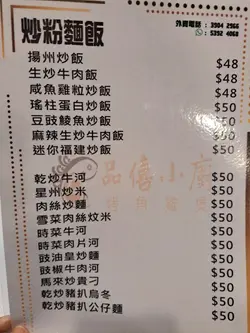 炒粉麵飯
外賣電話：3904 2966
：5392 4068
揚州炒飯 $48
生炒牛肉飯 $48
咸魚雞粒炒飯 $48
瑤柱蛋白炒飯 $50
豆豉鯪魚炒飯 $50
麻辣生炒牛肉飯 $50
迷你福建炒飯 $50
品僖小廚
乾炒牛河 $50
星州炒米 $50
肉絲炒麵 $50
雪菜肉絲炆米 $50
時菜牛河 $50
時菜肉片河 $50
豉油皇炒麵 $50
豉椒牛肉河 $50
馬來炒貴刁 $50
乾炒豬扒烏冬 $50
乾炒豬扒公仔麵 $50